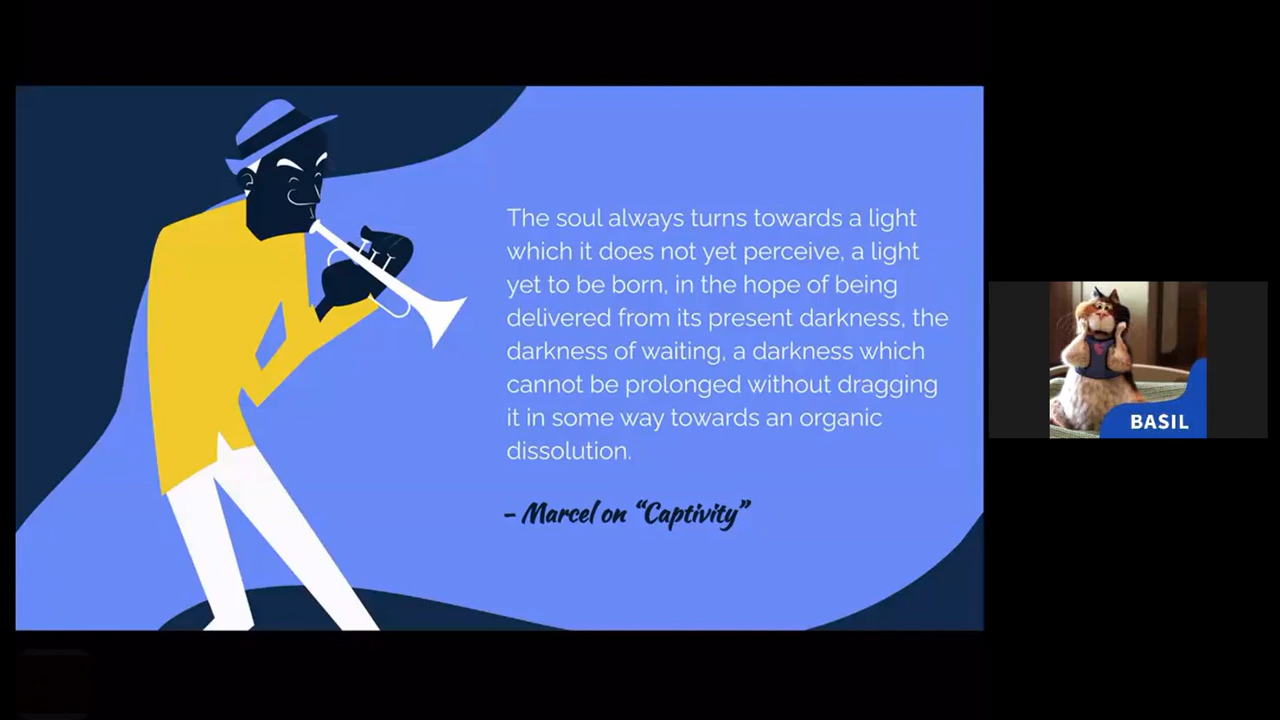 The soul always turns towards a light
which it does not yet perceive, a light
yet to be born, in the hope of being
delivered from its present darkness, the
darkness of waiting, a darkness which
cannot be prolonged without dragging
it in some way towards an organic
dissolution.
– Marcel on “Captivity”
BASIL